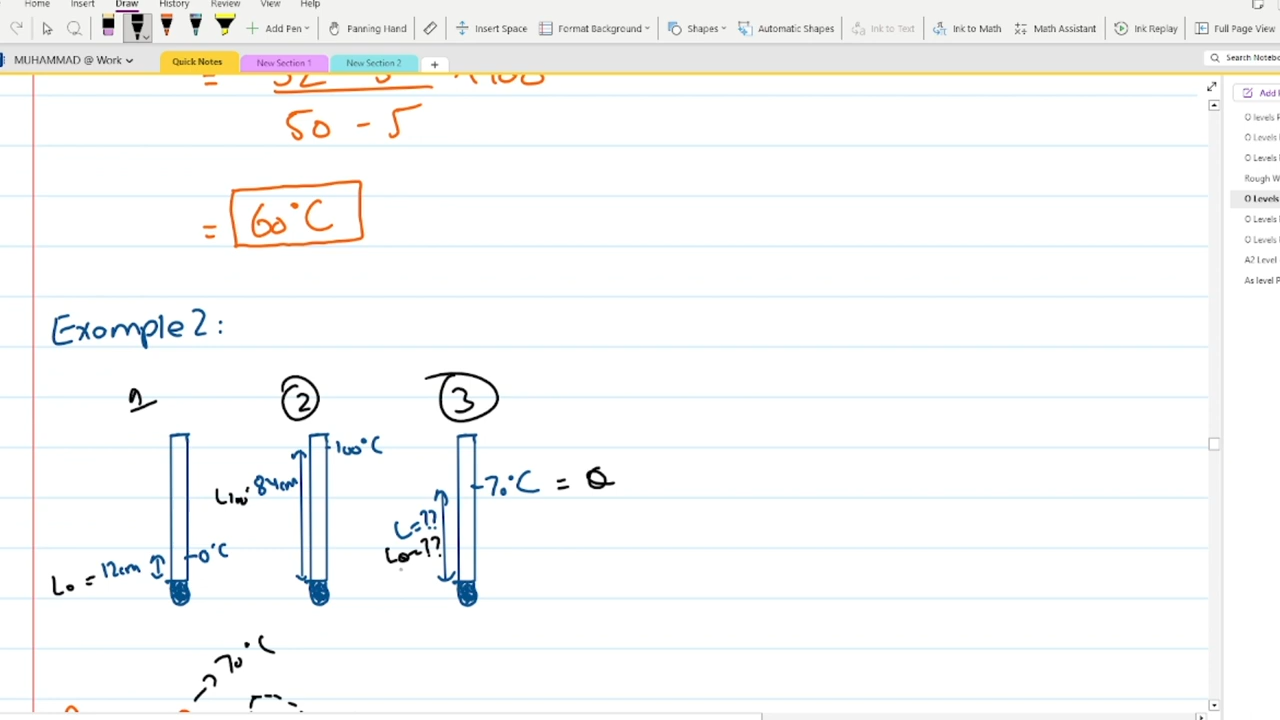 Home Insert Draw History Review View Help
Add Pen Panning Hand Insert Space Format Background Shapes Automatic Shapes Ink to Text Ink to Math Math Assistant Ink Replay Full Page View
MUHAMMAD @ Work Quick Notes New Section 1 New Section 2 + Search Notebo
Add
O levels
O Levels
O Levels
Rough W
O Levels
O Levels
O Levels
A2 Level
As level P
=
50 - 5
= 60°C
Example 2:
1 2 3
100°C
L100 84cm
70°C = θ
L=??
Lθ=??
0°C
L0 = 12cm
70°C